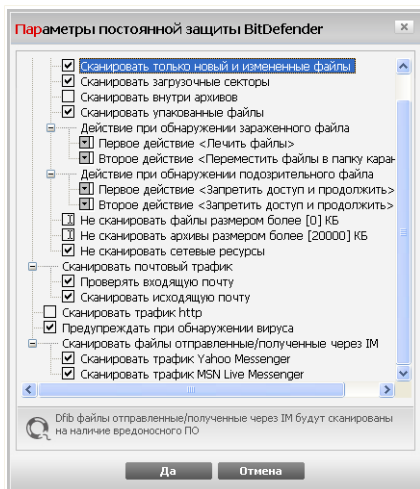 Параметры постоянной защиты BitDefender
Сканировать только новый и измененные файлы
Сканировать загрузочные секторы
Сканировать внутри архивов
Сканировать упакованные файлы
Действие при обнаружении зараженного файла
Первое действие <Лечить файлы>
Второе действие <Переместить файлы в папку каран
Действие при обнаружении подозрительного файла
Первое действие <Запретить доступ и продолжить>
Второе действие <Запретить доступ и продолжить>
Не сканировать файлы размером более [0] КБ
Не сканировать архивы размером более [20000] КБ
Не сканировать сетевые ресурсы
Сканировать почтовый трафик
Проверять входящую почту
Сканировать исходящую почту
Сканировать трафик http
Предупреждать при обнаружении вируса
Сканировать файлы отправленные/полученные через IM
Сканировать трафик Yahoo Messenger
Сканировать трафик MSN Live Messenger
Dfib файлы отправленные/полученные через IM будут сканированы
на наличие вредоносного ПО
Да Отмена